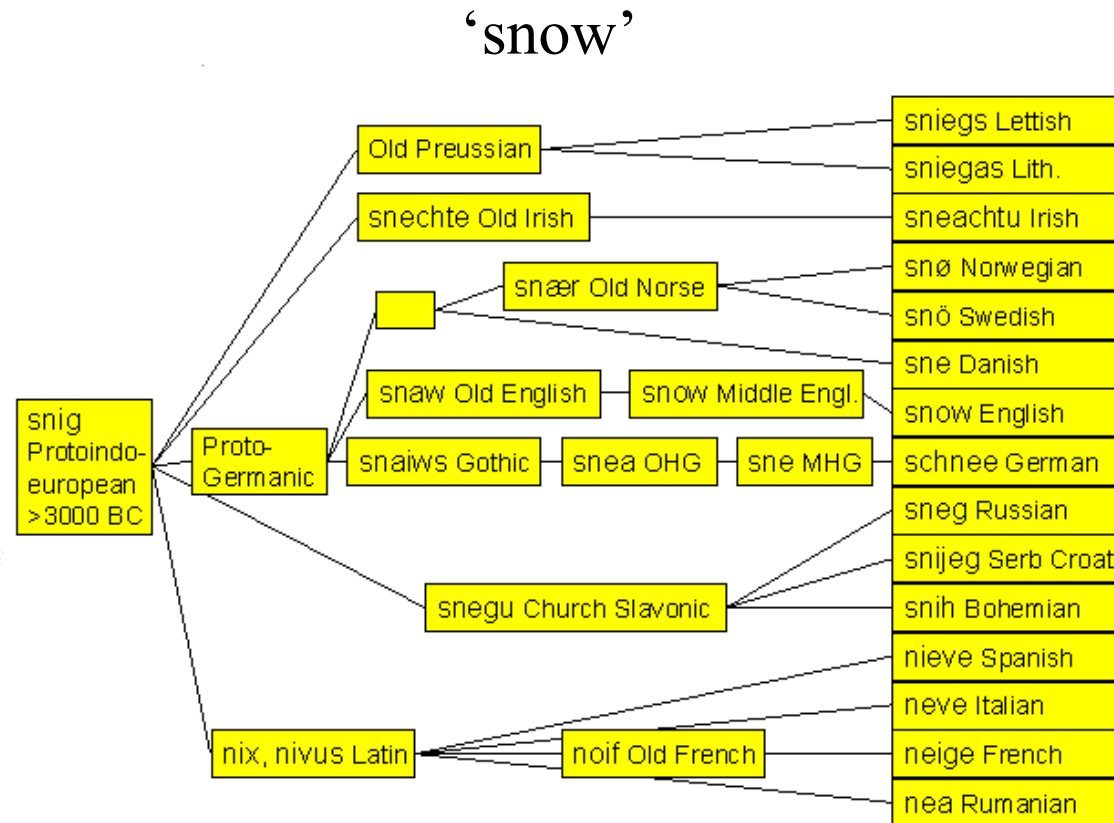 ‘snow’
sniegs Lettish
Old Preussian
sniegas Lith.
snechte Old Irish
sneachtu Irish
snø Norwegian
snær Old Norse
snö Swedish
sne Danish
snaw Old English
snow Middle Engl.
snow English
snig
Protoindo-
european
>3000 BC
Proto-
Germanic
snaiws Gothic
snea OHG
sne MHG
schnee German
sneg Russian
snijeg Serb Croat
snegu Church Slavonic
snih Bohemian
nieve Spanish
neve Italian
nix, nivus Latin
noif Old French
neige French
nea Rumanian